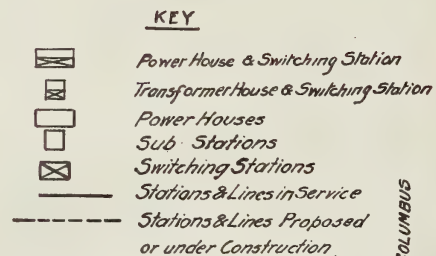 KEY
Power House & Switching Station
Transformer House & Switching Station
Power Houses
Sub Stations
Switching Stations
Stations & Lines in Service
Stations & Lines Proposed
or under Construction
COLUMBUS